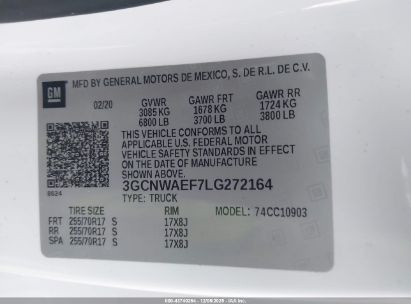 GM
MFD BY GENERAL MOTORS DE MEXICO, S. DE R.L. DE C.V.
02/20 GVWR GAWR FRT GAWR RR
3085 KG 1678 KG 1724 KG
6800 LB 3700 LB 3800 LB
THIS VEHICLE CONFORMS TO ALL
APPLICABLE U.S. FEDERAL MOTOR
VEHICLE SAFETY STANDARDS IN EFFECT
ON THE DATE OF MANUFACTURE
SHOWN ABOVE.
3GCNWAEF7LG272164
8624 TYPE: TRUCK
TIRE SIZE RIM MODEL: 74CC10903
FRT 255/70R17 S 17X8J
RR 255/70R17 S 17X8J
SPA 255/70R17 S 17X8J